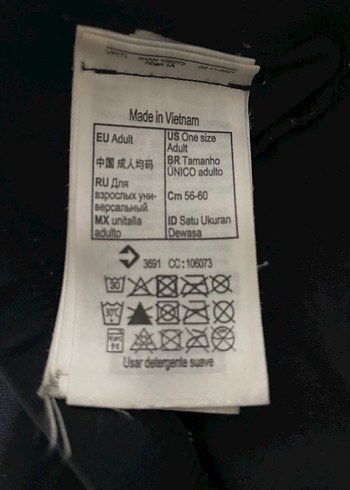 Made in Vietnam
EU Adult
US One size
Adult
中国 成人均码
BR Tamanho
ÚNICO adulto
RU Для
взрослых уни-
версальный
Cm 56-60
MX unitalla
adulto
ID Satu Ukuran
Dewasa
3691 CC:106073
30°C
Usar detergente suave